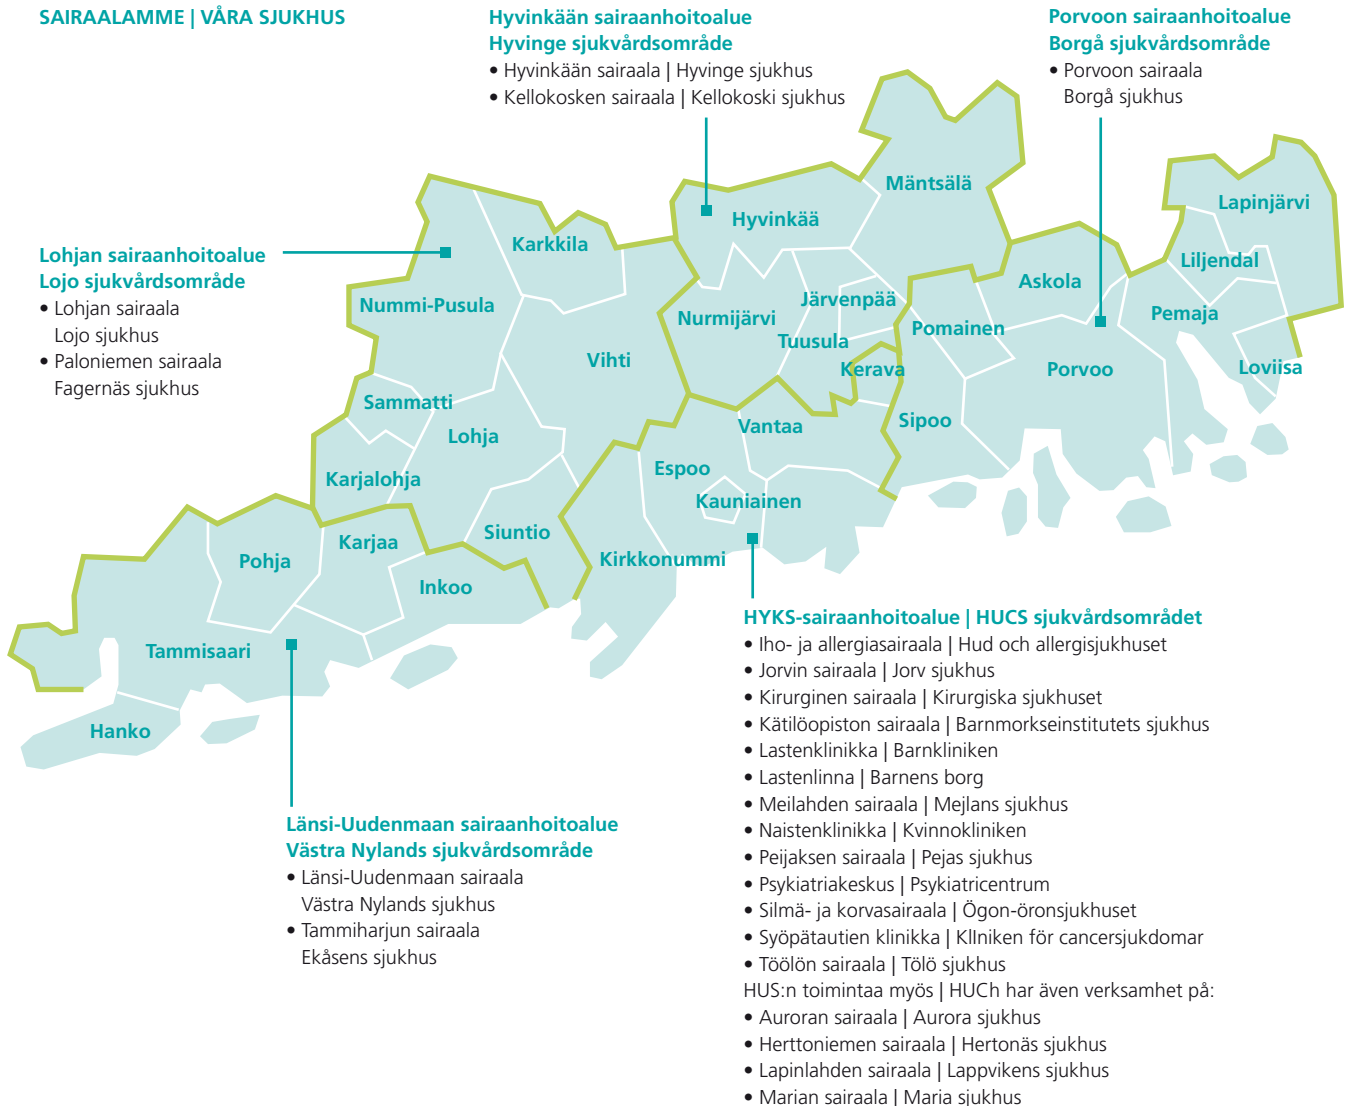 SAIRAALAMME | VÅRA SJUKHUS
Hyvinkään sairaanhoitoalue
Hyvinge sjukvårdsområde
• Hyvinkään sairaala | Hyvinge sjukhus
• Kellokosken sairaala | Kellokoski sjukhus
Porvoon sairaanhoitoalue
Borgå sjukvårdsområde
• Porvoon sairaala
Borgå sjukhus
Lohjan sairaanhoitoalue
Lojo sjukvårdsområde
• Lohjan sairaala
Lojo sjukhus
• Paloniemen sairaala
Fagernäs sjukhus
Mäntsälä
Lapinjärvi
Hyvinkää
Karkkila
Liljendal
Askola
Nummi-Pusula
Järvenpää
Pernaja
Nurmijärvi
Pornainen
Tuusula
Vihti
Kerava
Porvoo
Loviisa
Sammatti
Sipoo
Vantaa
Lohja
Espoo
Karjalohja
Kauniainen
Siuntio
Karjaa
Pohja
Kirkkonummi
Inkoo
Tammisaari
Hanko
HYKS-sairaanhoitoalue | HUCS sjukvårdsområdet
• Iho- ja allergiasairaala | Hud och allergisjukhuset
• Jorvin sairaala | Jorv sjukhus
• Kirurginen sairaala | Kirurgiska sjukhuset
• Kätilöopiston sairaala | Barnmorkseinstitutets sjukhus
• Lastenklinikka | Barnkliniken
• Lastenlinna | Barnens borg
• Meilahden sairaala | Mejlans sjukhus
• Naistenklinikka | Kvinnokliniken
• Peijaksen sairaala | Pejas sjukhus
• Psykiatriakeskus | Psykiatricentrum
• Silmä- ja korvasairaala | Ögon-öronsjukhuset
• Syöpätautien klinikka | KlIniken för cancersjukdomar
• Töölön sairaala | Tölö sjukhus
HUS:n toimintaa myös | HUCh har även verksamhet på:
• Auroran sairaala | Aurora sjukhus
• Herttoniemen sairaala | Hertonäs sjukhus
• Lapinlahden sairaala | Lappvikens sjukhus
• Marian sairaala | Maria sjukhus
Länsi-Uudenmaan sairaanhoitoalue
Västra Nylands sjukvårdsområde
• Länsi-Uudenmaan sairaala
Västra Nylands sjukhus
• Tammiharjun sairaala
Ekåsens sjukhus